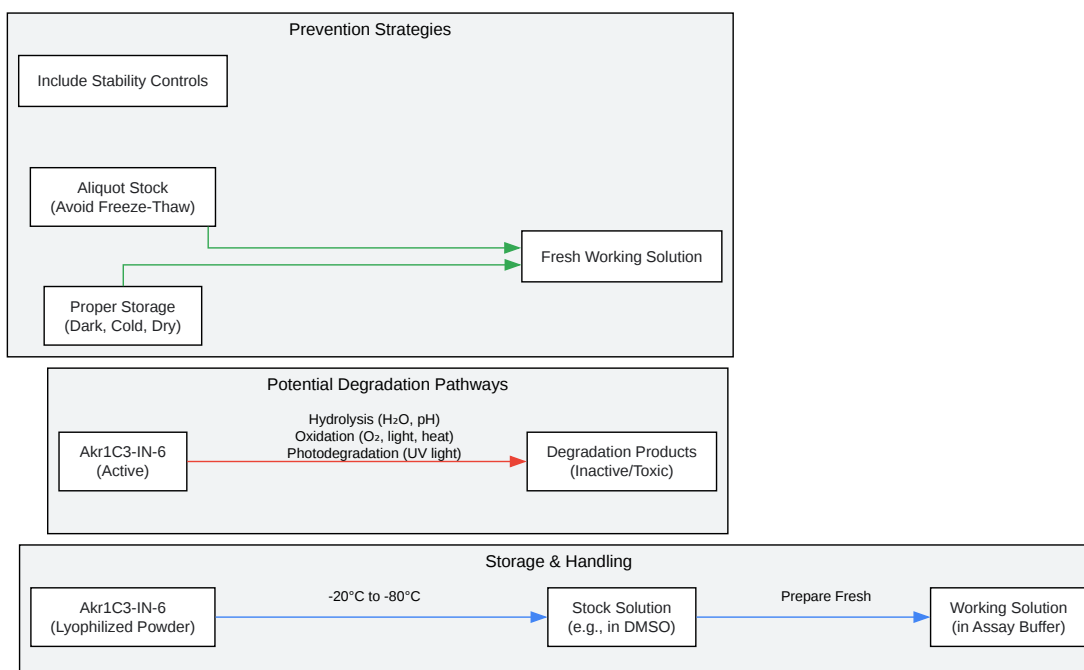 Prevention Strategies
Include Stability Controls
Aliquot Stock
(Avoid Freeze-Thaw)
Fresh Working Solution
Proper Storage
(Dark, Cold, Dry)
Potential Degradation Pathways
Hydrolysis (H₂O, pH)
Oxidation (O₂, light, heat)
Photodegradation (UV light)
Akr1C3-IN-6
(Active)
Degradation Products
(Inactive/Toxic)
Storage & Handling
Akr1C3-IN-6
(Lyophilized Powder)
-20°C to -80°C
Stock Solution
(e.g., in DMSO)
Prepare Fresh
Working Solution
(in Assay Buffer)